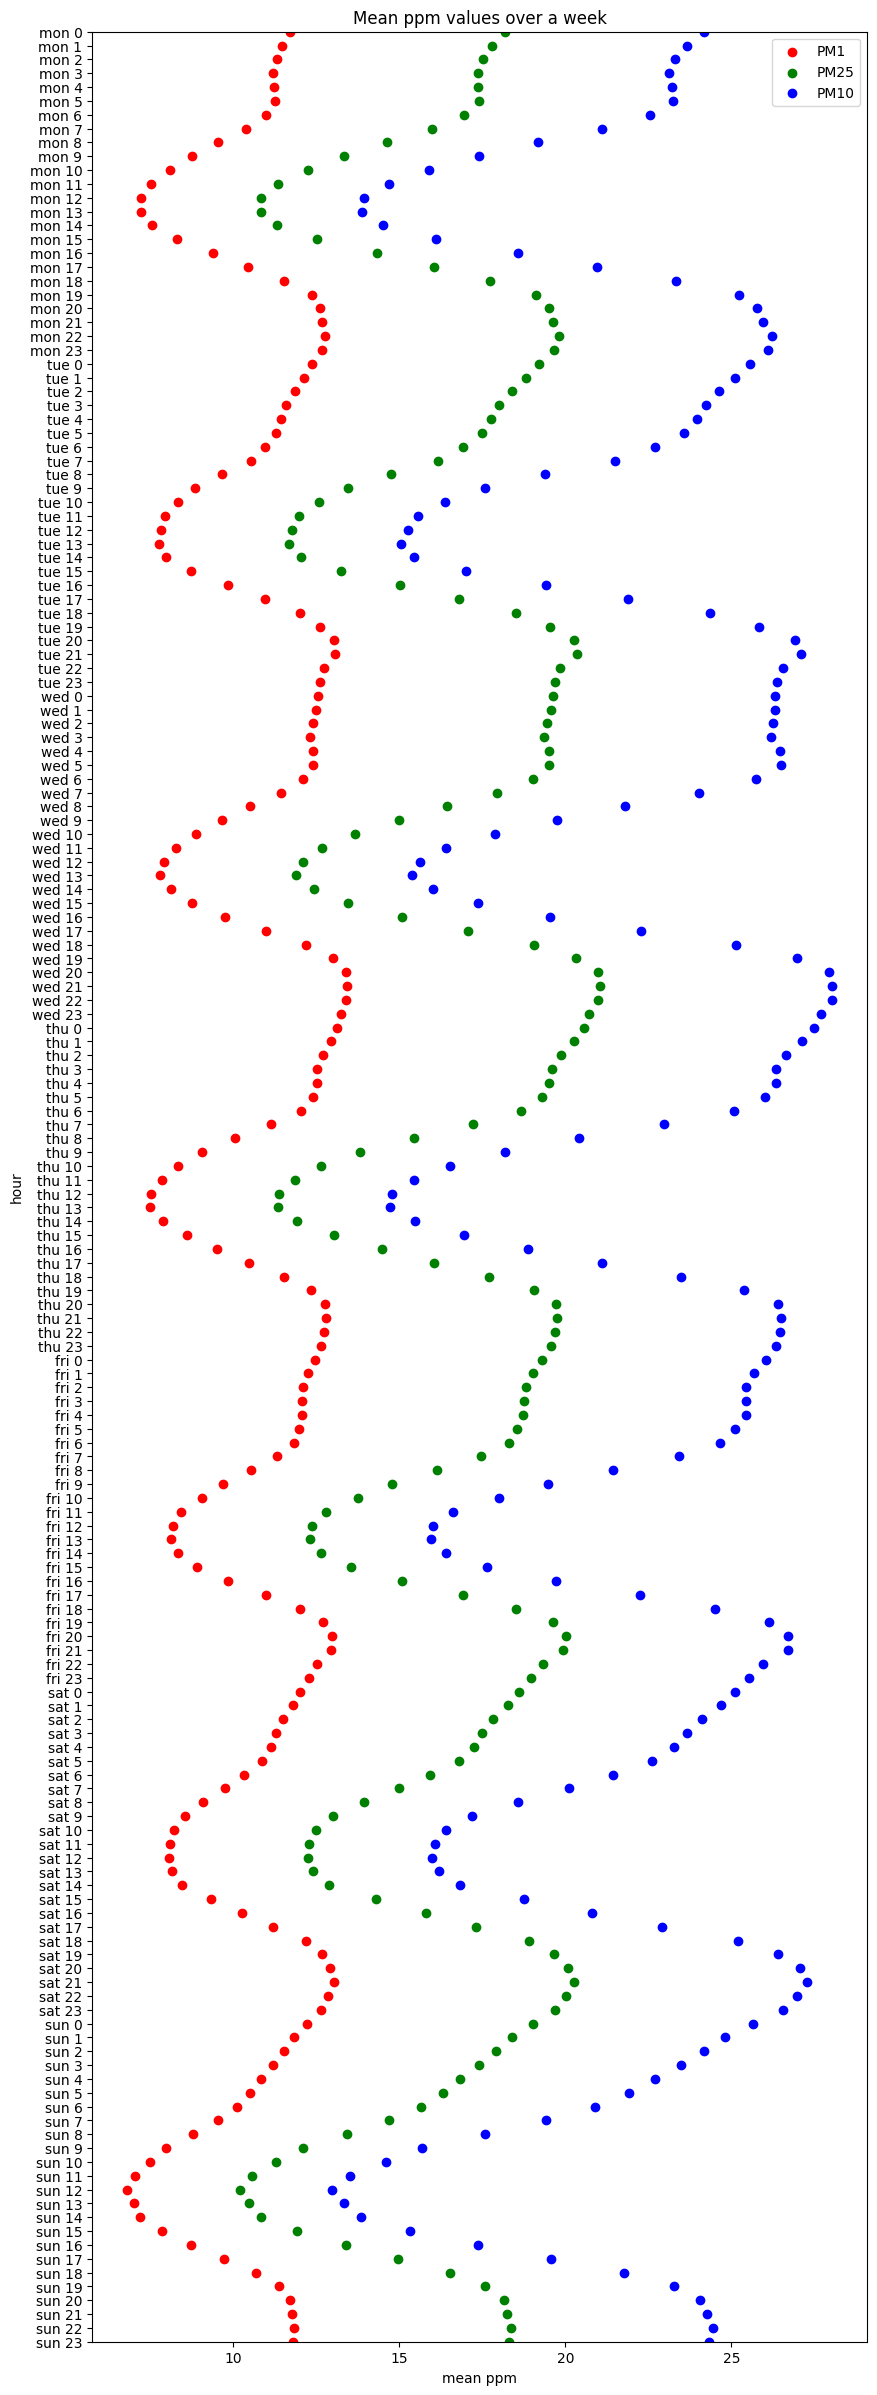 Mean ppm values over a week
PM1
PM25
PM10
mon 0
mon 1
mon 2
mon 3
mon 4
mon 5
mon 6
mon 7
mon 8
mon 9
mon 10
mon 11
mon 12
mon 13
mon 14
mon 15
mon 16
mon 17
mon 18
mon 19
mon 20
mon 21
mon 22
mon 23
tue 0
tue 1
tue 2
tue 3
tue 4
tue 5
tue 6
tue 7
tue 8
tue 9
tue 10
tue 11
tue 12
tue 13
tue 14
tue 15
tue 16
tue 17
tue 18
tue 19
tue 20
tue 21
tue 22
tue 23
wed 0
wed 1
wed 2
wed 3
wed 4
wed 5
wed 6
wed 7
wed 8
wed 9
wed 10
wed 11
wed 12
wed 13
wed 14
wed 15
wed 16
wed 17
wed 18
wed 19
wed 20
wed 21
wed 22
wed 23
thu 0
thu 1
thu 2
thu 3
thu 4
thu 5
thu 6
thu 7
thu 8
thu 9
thu 10
thu 11
thu 12
thu 13
thu 14
thu 15
thu 16
thu 17
thu 18
thu 19
thu 20
thu 21
thu 22
thu 23
fri 0
fri 1
fri 2
fri 3
fri 4
fri 5
fri 6
fri 7
fri 8
fri 9
fri 10
fri 11
fri 12
fri 13
fri 14
fri 15
fri 16
fri 17
fri 18
fri 19
fri 20
fri 21
fri 22
fri 23
sat 0
sat 1
sat 2
sat 3
sat 4
sat 5
sat 6
sat 7
sat 8
sat 9
sat 10
sat 11
sat 12
sat 13
sat 14
sat 15
sat 16
sat 17
sat 18
sat 19
sat 20
sat 21
sat 22
sat 23
sun 0
sun 1
sun 2
sun 3
sun 4
sun 5
sun 6
sun 7
sun 8
sun 9
sun 10
sun 11
sun 12
sun 13
sun 14
sun 15
sun 16
sun 17
sun 18
sun 19
sun 20
sun 21
sun 22
sun 23
hour
10 15 20 25
mean ppm